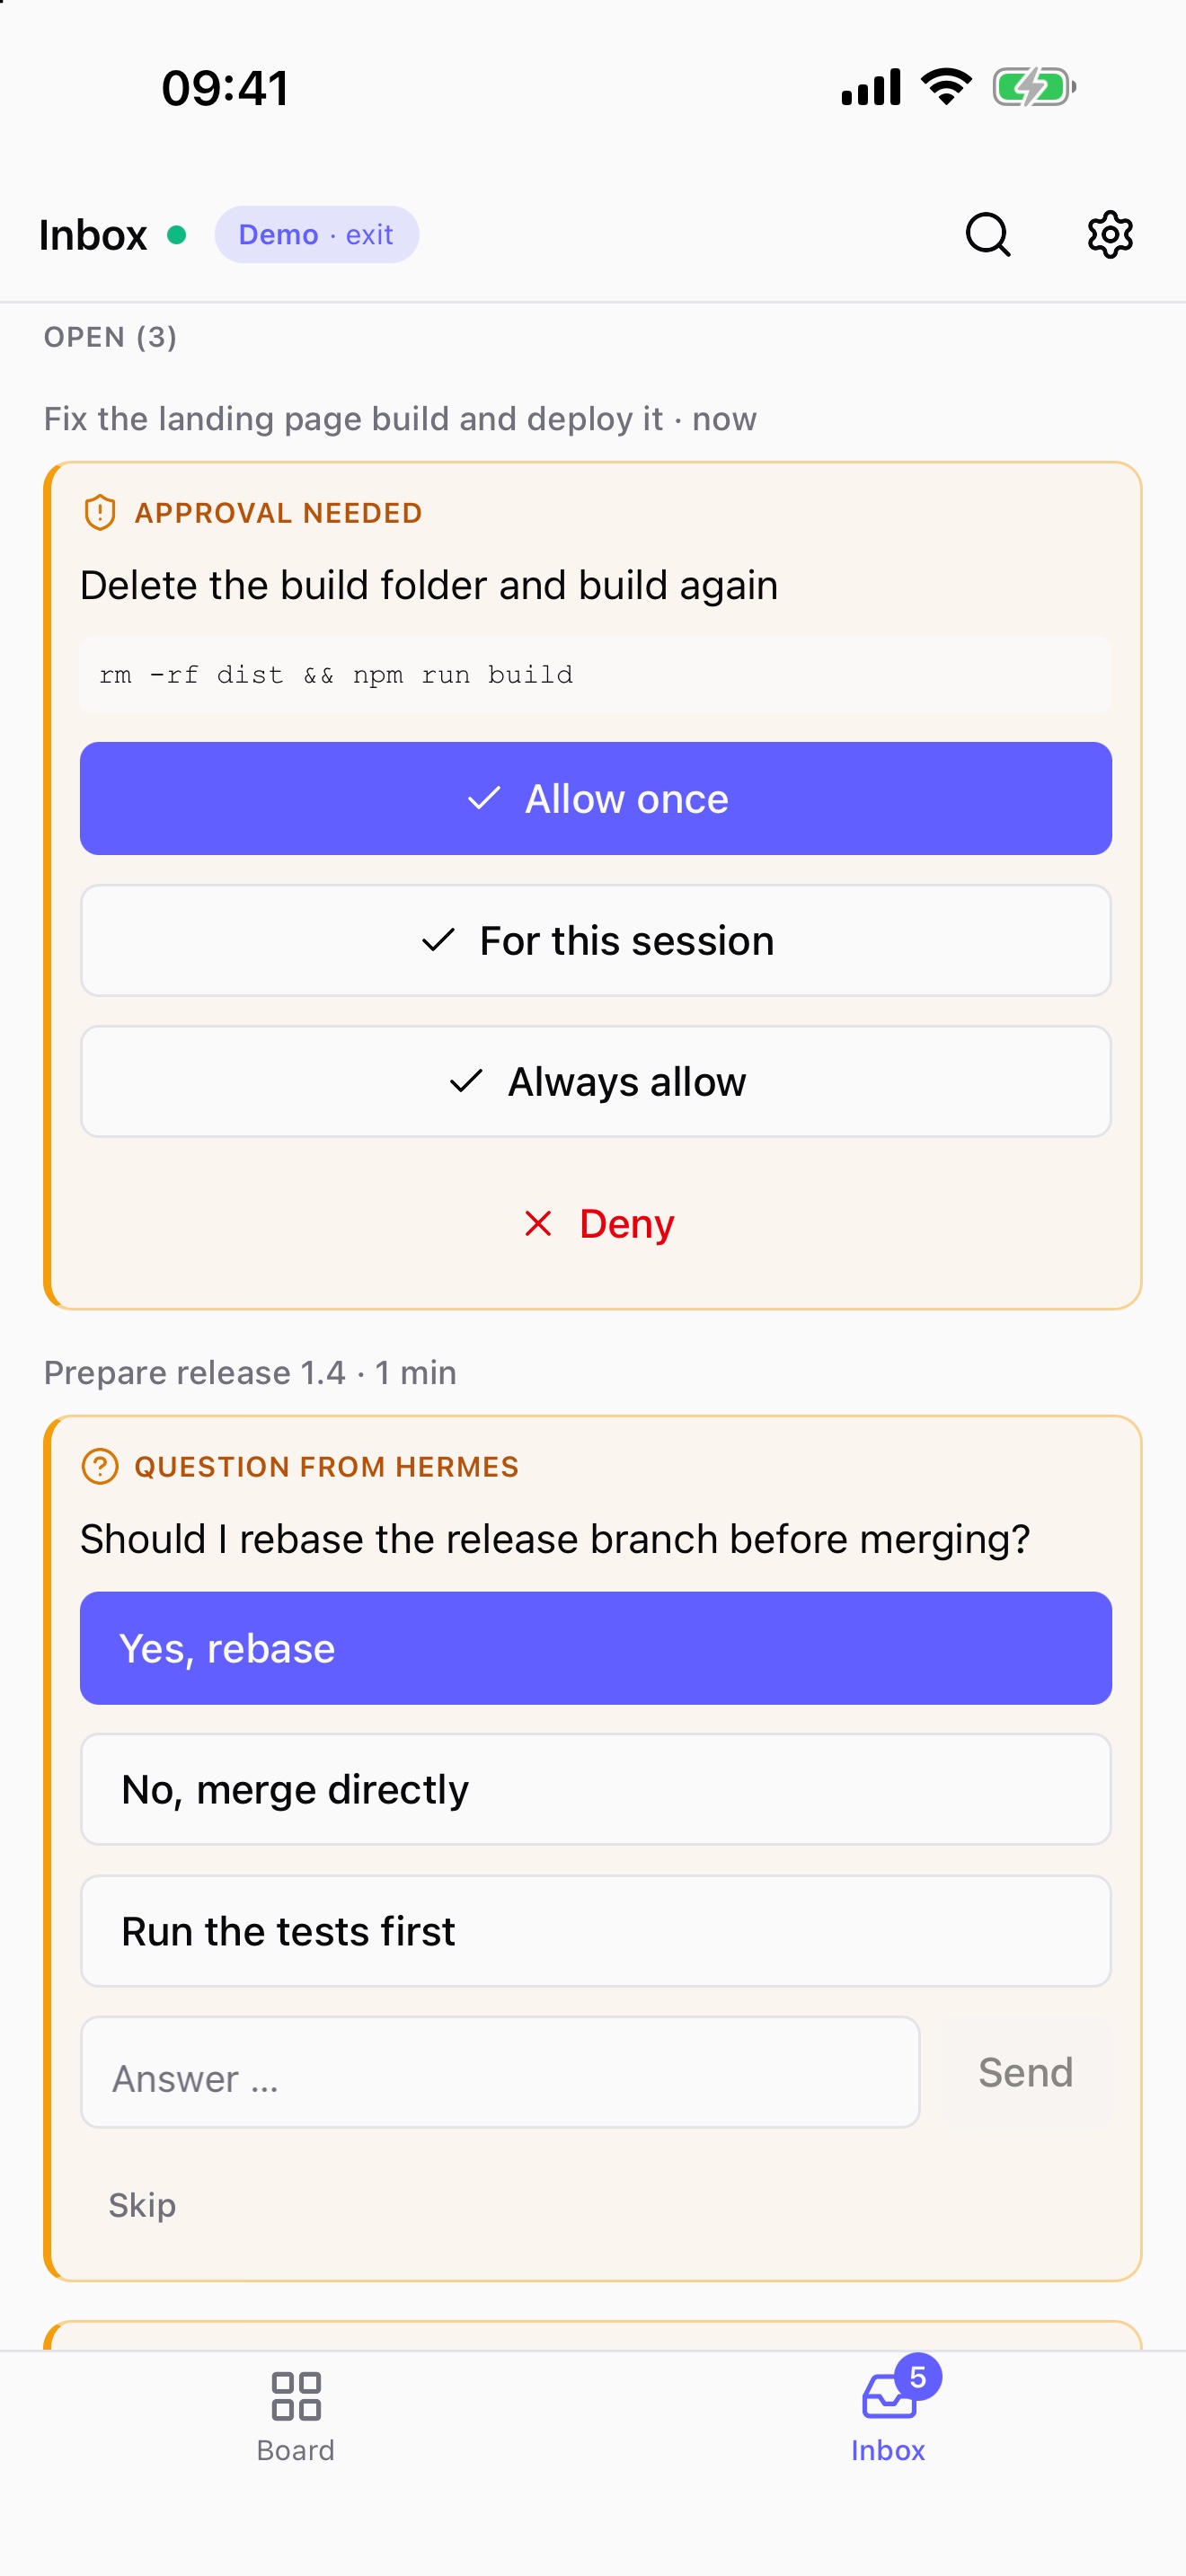 09:41
Inbox
Demo · exit
OPEN (3)
Fix the landing page build and deploy it · now
APPROVAL NEEDED
Delete the build folder and build again
rm -rf dist && npm run build
Allow once
For this session
Always allow
Deny
Prepare release 1.4 · 1 min
QUESTION FROM HERMES
Should I rebase the release branch before merging?
Yes, rebase
No, merge directly
Run the tests first
Answer ...
Send
Skip
5
Board
Inbox